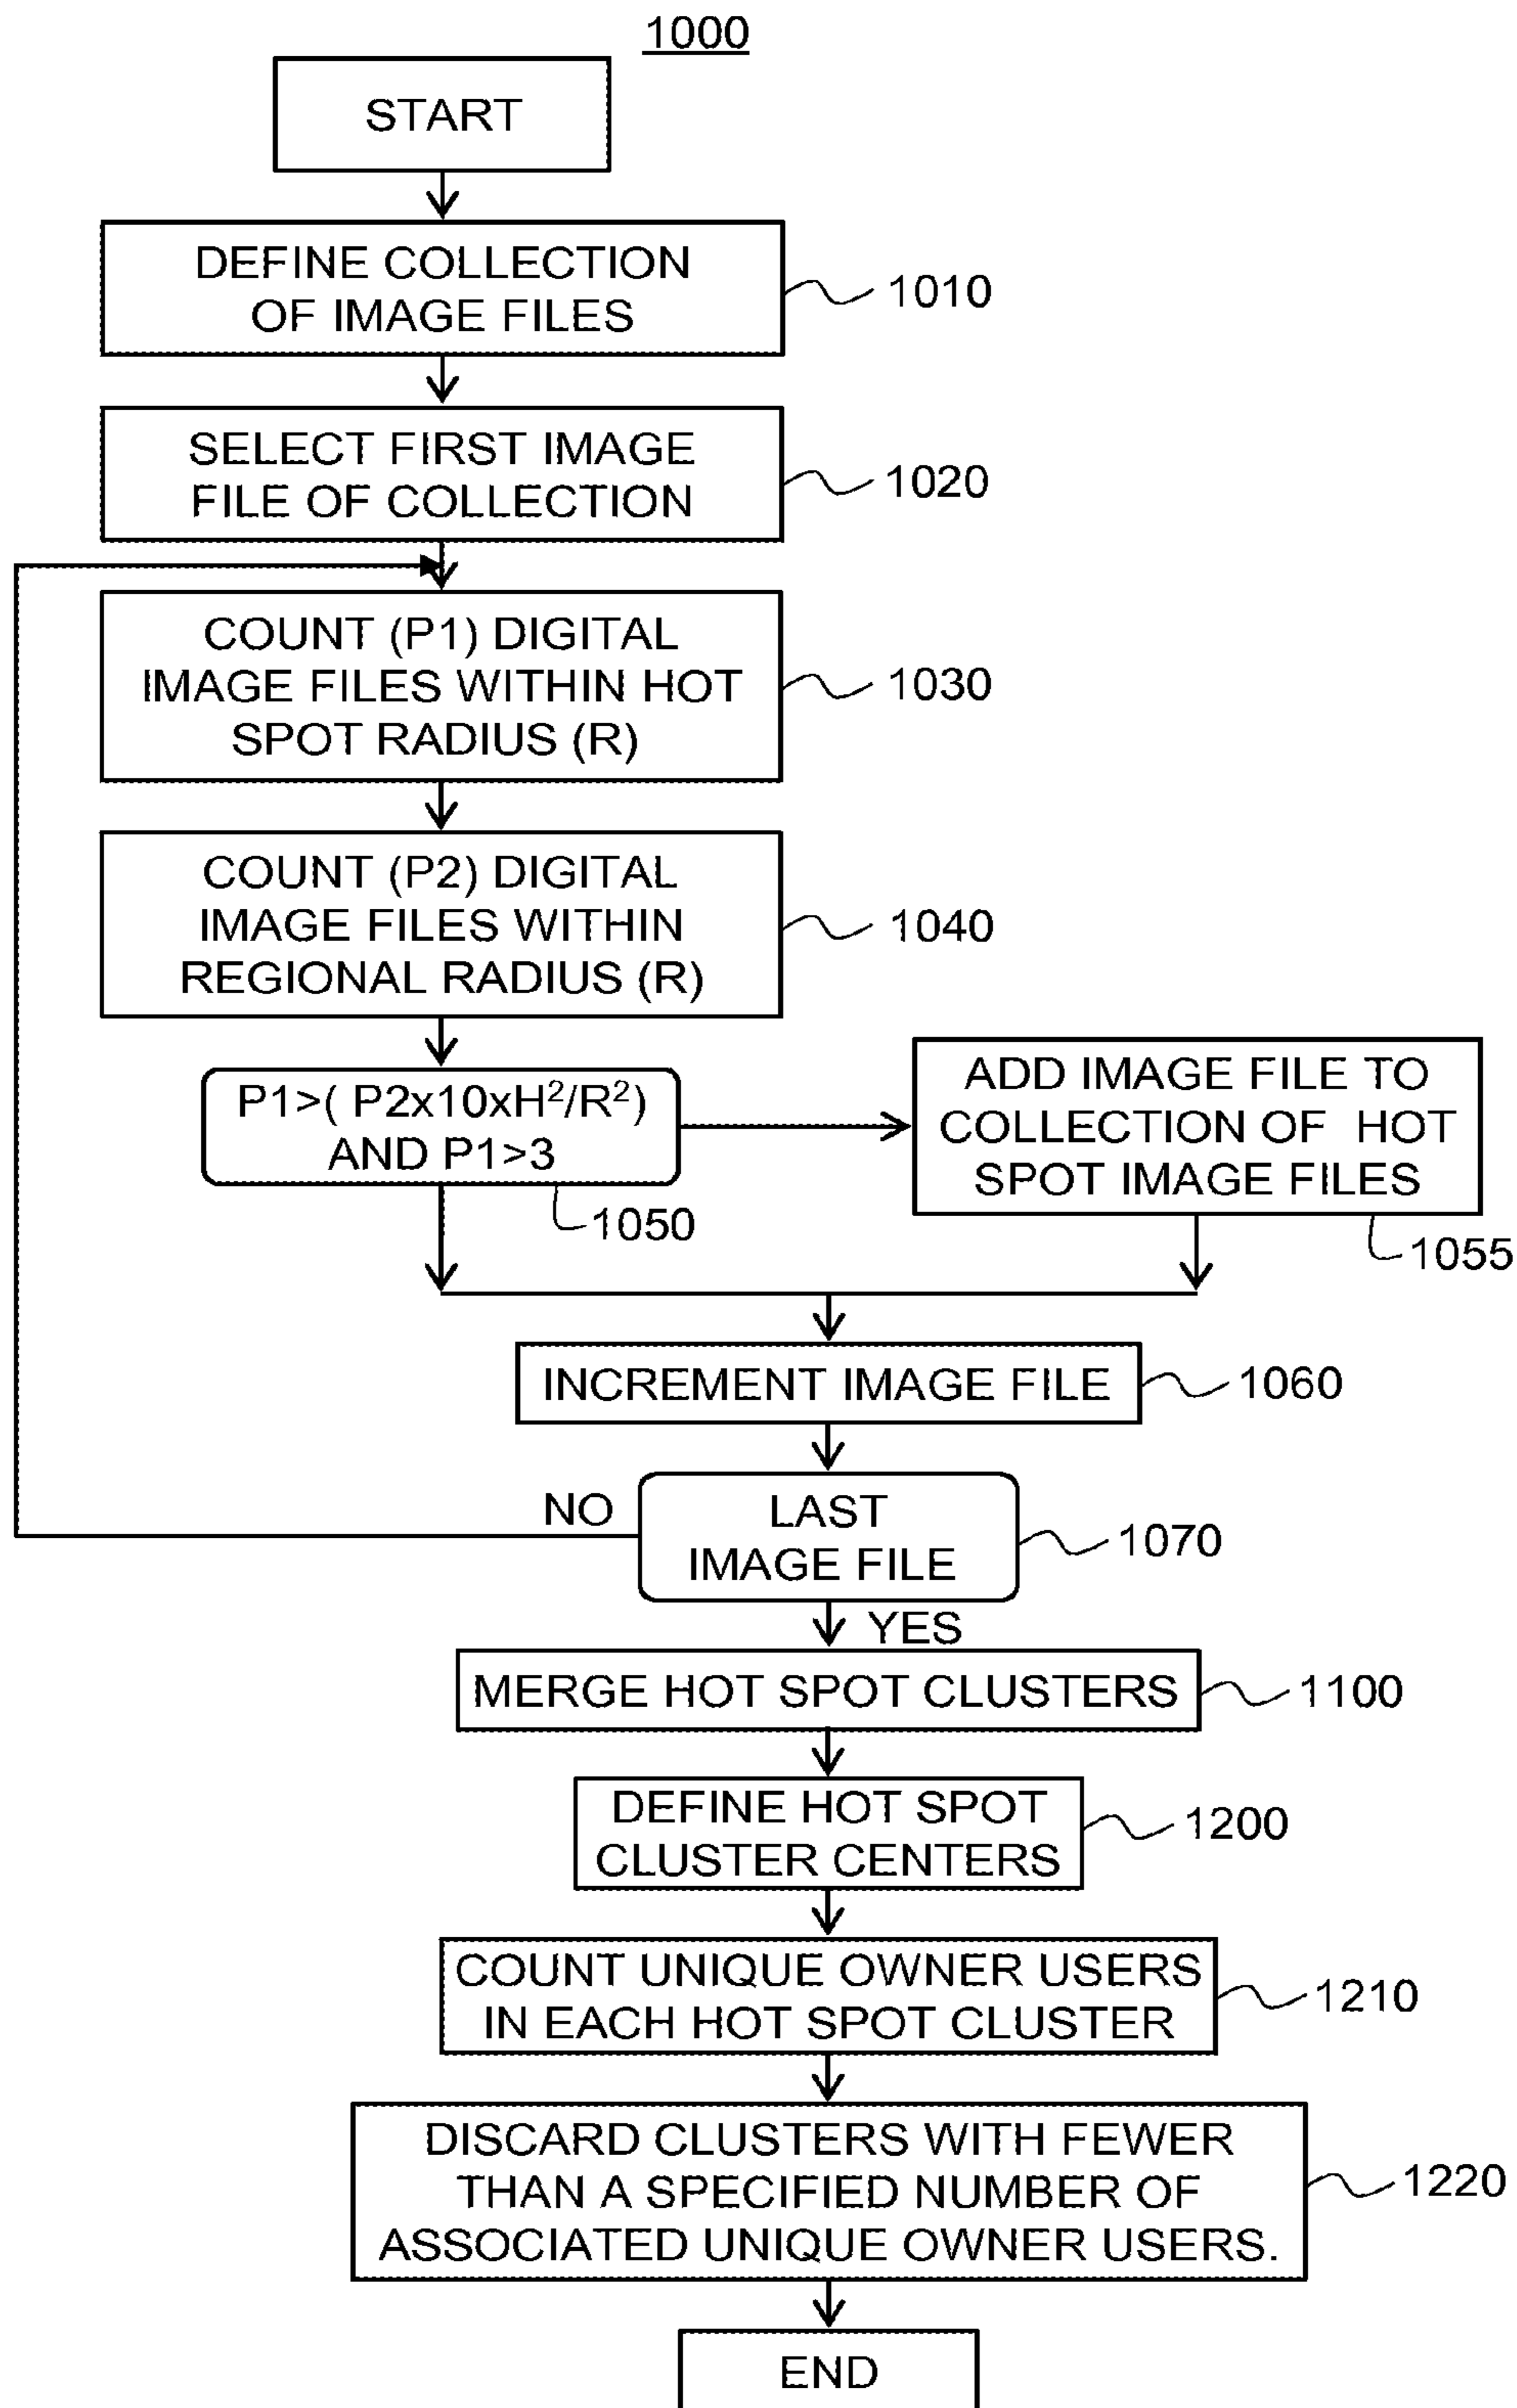 1000
START
DEFINE COLLECTION
OF IMAGE FILES
1010
SELECT FIRST IMAGE
FILE OF COLLECTION
1020
COUNT (P1) DIGITAL
IMAGE FILES WITHIN HOT
SPOT RADIUS (R)
1030
COUNT (P2) DIGITAL
IMAGE FILES WITHIN
REGIONAL RADIUS (R)
1040
P1>( P2x10xH²/R²)
AND P1>3
1050
ADD IMAGE FILE TO
COLLECTION OF HOT
SPOT IMAGE FILES
1055
INCREMENT IMAGE FILE
1060
NO
LAST
IMAGE FILE
1070
YES
MERGE HOT SPOT CLUSTERS
1100
DEFINE HOT SPOT
CLUSTER CENTERS
1200
COUNT UNIQUE OWNER USERS
IN EACH HOT SPOT CLUSTER
1210
DISCARD CLUSTERS WITH FEWER
THAN A SPECIFIED NUMBER OF
ASSOCIATED UNIQUE OWNER USERS.
1220
END